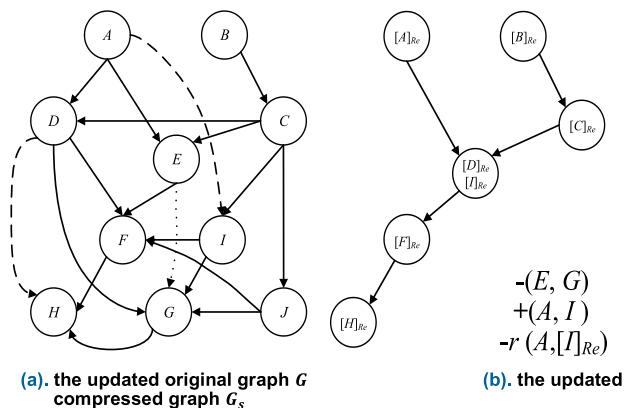 A
B
D
C
E
F
I
H
G
J
[A]Re
[B]Re
[C]Re
[D]Re
[I]Re
[F]Re
[H]Re
-(E, G)
+(A, I)
-r (A,[I]Re)
(a). the updated original graph G
compressed graph Gs
(b). the updated